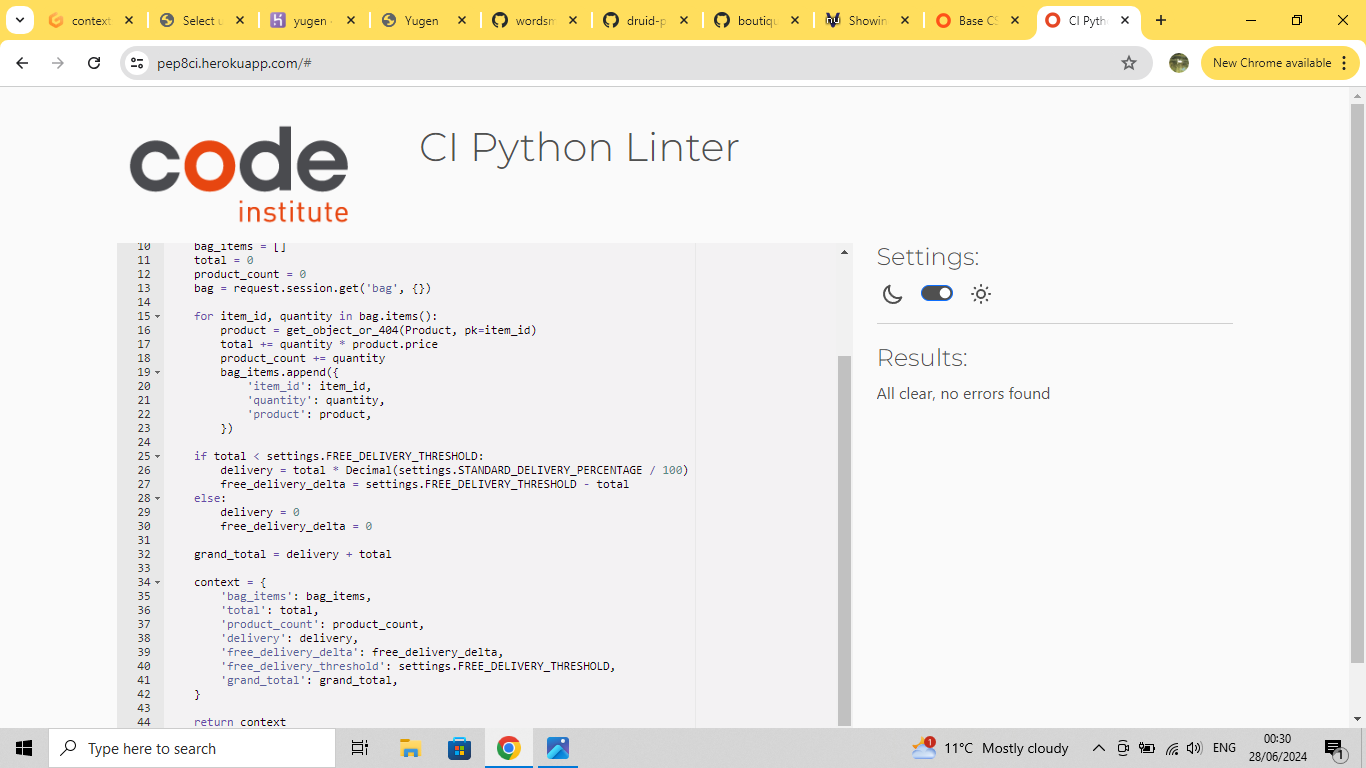 context
Select u
yugen
Yugen
wordsm
druid-p
boutiqu
Showin
Base CS
CI Pyth
pep8ci.herokuapp.com/#
New Chrome available
code
institute
CI Python Linter
10 bag_items = []
11 total = 0
12 product_count = 0
13 bag = request.session.get('bag', {})
14
15 for item_id, quantity in bag.items():
16 product = get_object_or_404(Product, pk=item_id)
17 total += quantity * product.price
18 product_count += quantity
19 bag_items.append({
20 'item_id': item_id,
21 'quantity': quantity,
22 'product': product,
23 })
24
25 if total < settings.FREE_DELIVERY_THRESHOLD:
26 delivery = total * Decimal(settings.STANDARD_DELIVERY_PERCENTAGE / 100)
27 free_delivery_delta = settings.FREE_DELIVERY_THRESHOLD - total
28 else:
29 delivery = 0
30 free_delivery_delta = 0
31
32 grand_total = delivery + total
33
34 context = {
35 'bag_items': bag_items,
36 'total': total,
37 'product_count': product_count,
38 'delivery': delivery,
39 'free_delivery_delta': free_delivery_delta,
40 'free_delivery_threshold': settings.FREE_DELIVERY_THRESHOLD,
41 'grand_total': grand_total,
42 }
43
44 return context
Settings:
Results:
All clear, no errors found
Type here to search
1
11°C Mostly cloudy
ENG
00:30
28/06/2024
1